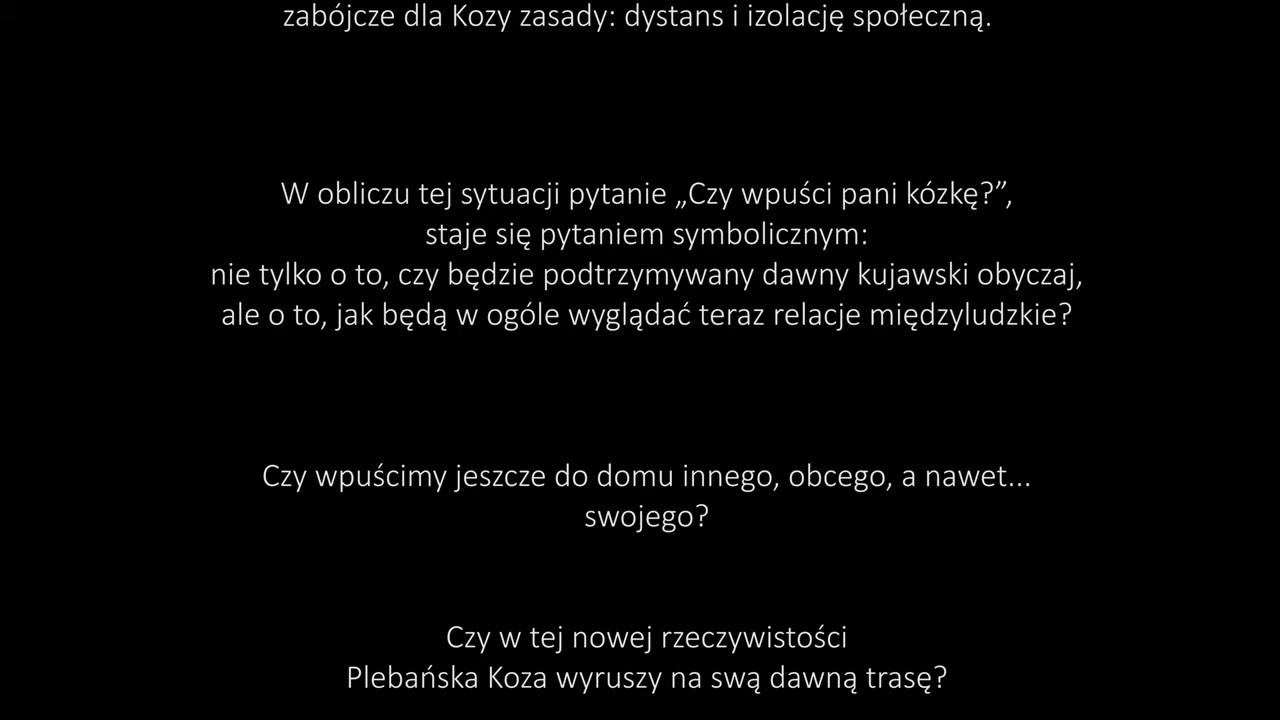 zabójcze dla Kozy zasady: dystans i izolację społeczną.
W obliczu tej sytuacji pytanie „Czy wpuści pani kózkę?”,
staje się pytaniem symbolicznym:
nie tylko o to, czy będzie podtrzymywany dawny kujawski obyczaj,
ale o to, jak będą w ogóle wyglądać teraz relacje międzyludzkie?
Czy wpuścimy jeszcze do domu innego, obcego, a nawet...
swojego?
Czy w tej nowej rzeczywistości
Plebańska Koza wyruszy na swą dawną trasę?